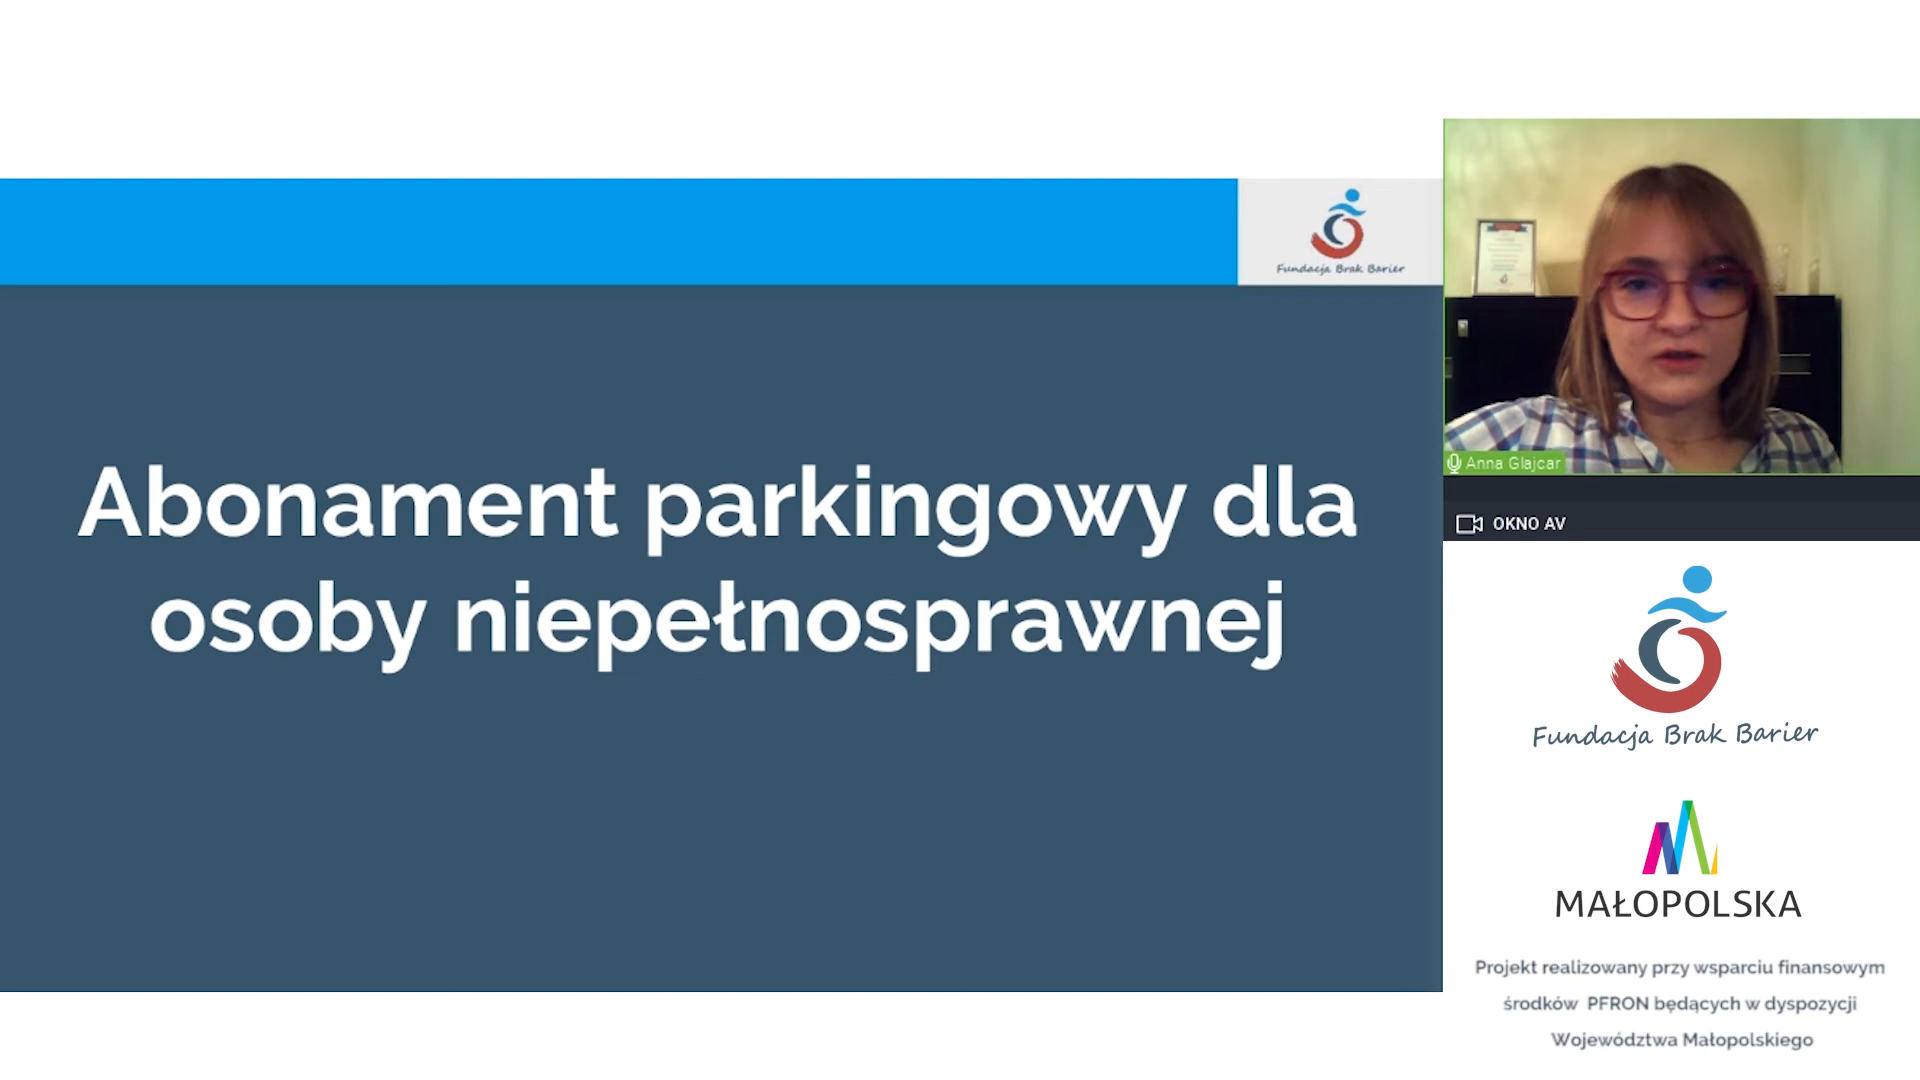 Fundacja Brak Barier
Abonament parkingowy dla
osoby niepełnosprawnej
Anna Glajcar
OKNO AV
Fundacja Brak Barier
MAŁOPOLSKA
Projekt realizowany przy wsparciu finansowym
środków PFRON będących w dyspozycji
Województwa Małopolskiego